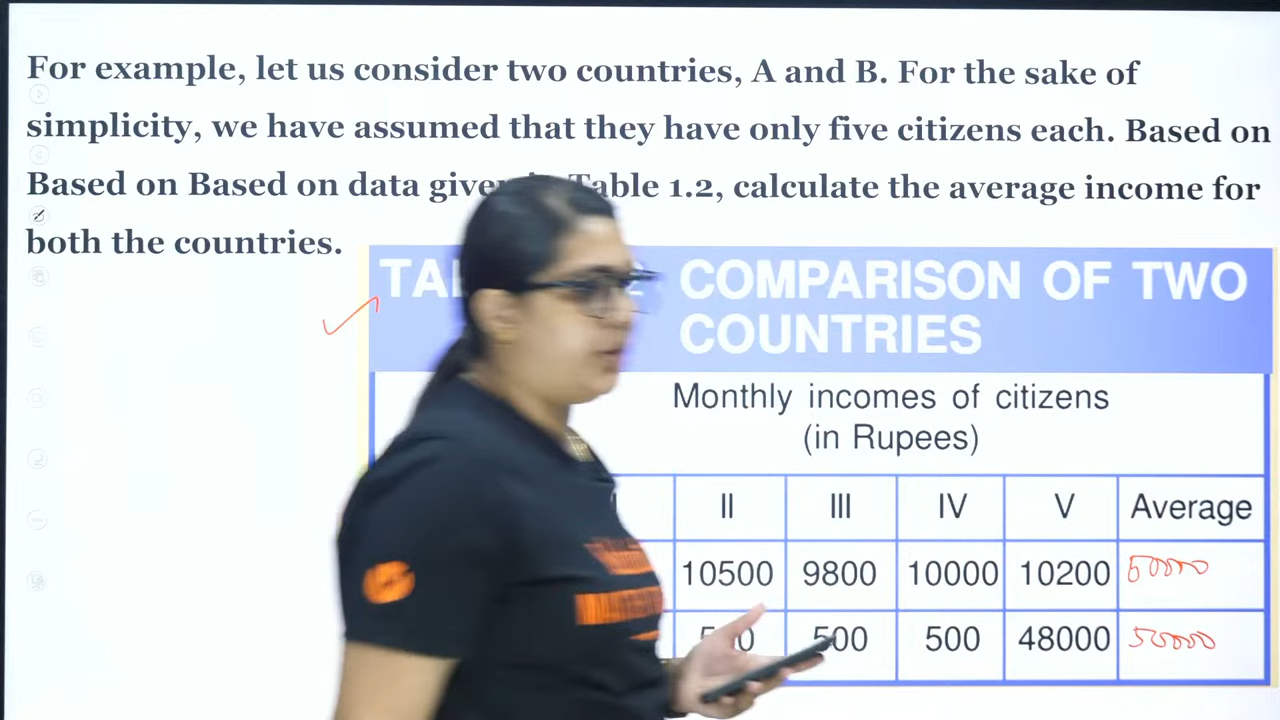 For example, let us consider two countries, A and B. For the sake of
simplicity, we have assumed that they have only five citizens each. Based on
Based on Based on data given Table 1.2, calculate the average income for
both the countries.
COMPARISON OF TWO
COUNTRIES
Monthly incomes of citizens
(in Rupees)
II III IV V Average
10500 9800 10000 10200 50000
500 500 48000 50000